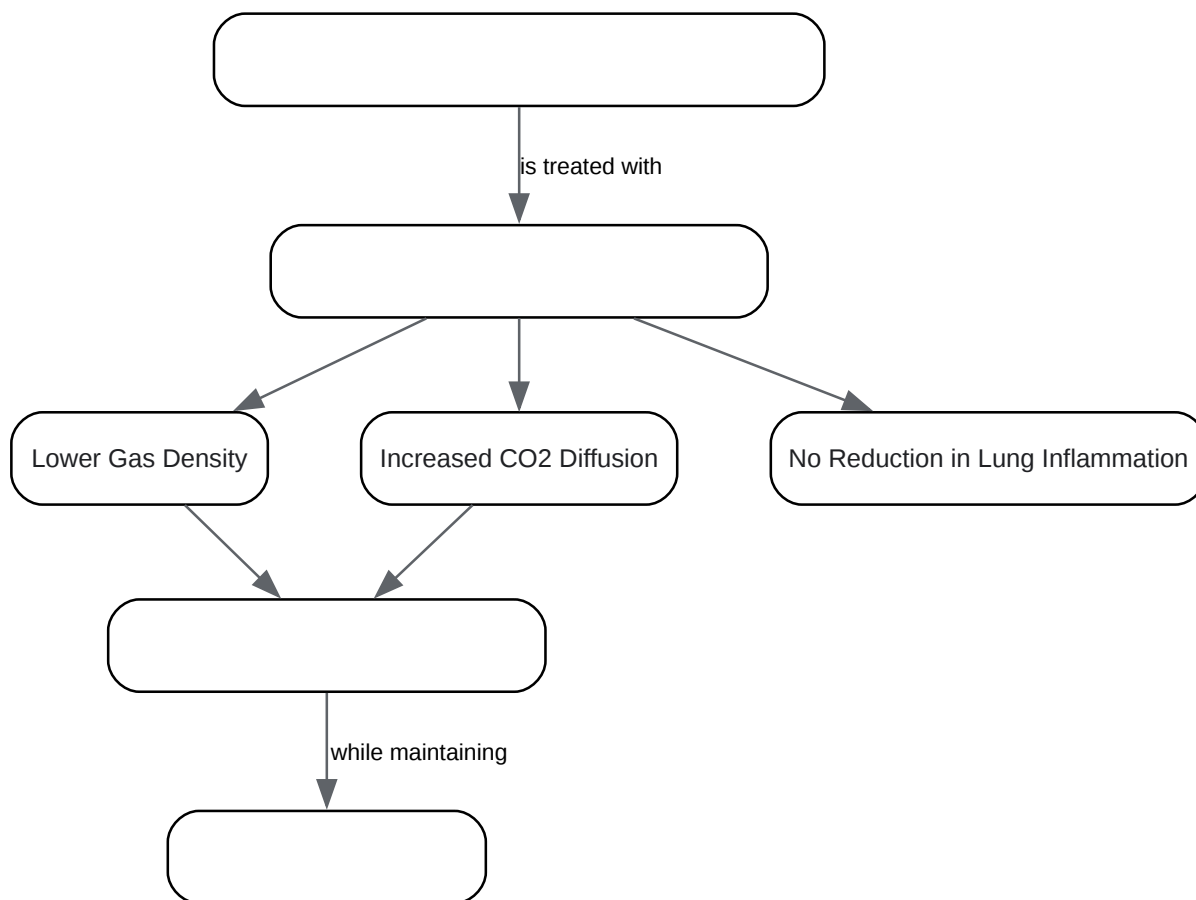 is treated with
Lower Gas Density
Increased CO2 Diffusion
No Reduction in Lung Inflammation
while maintaining